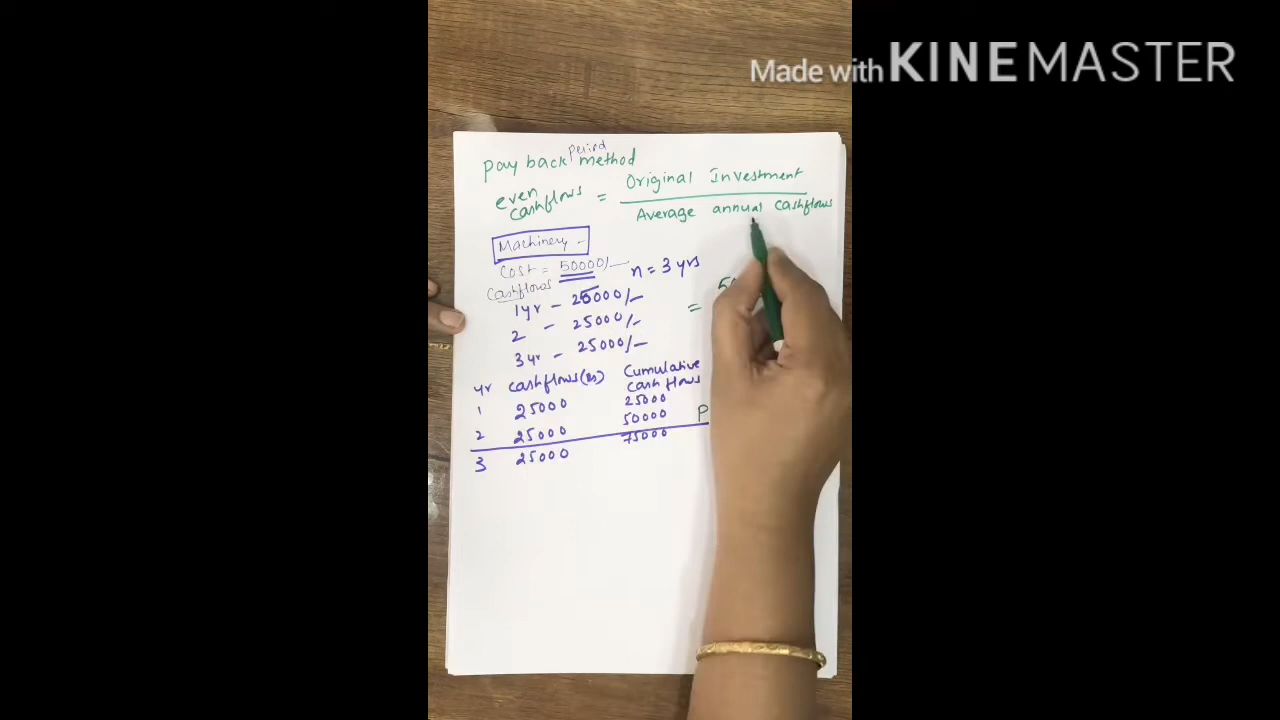 Made with KINEMASTER
Pay back Period method
even cashflows = Original Investment
Average annual cashflows
Machinery -
Cost = 50000/-
n = 3 yrs
Cashflows
1yr - 25000/-
2 - 25000/-
3 yr - 25000/-
=
yr cashflows(Rs) Cumulative cash flows
1 25000 25000
2 25000 50000 P
3 25000 75000